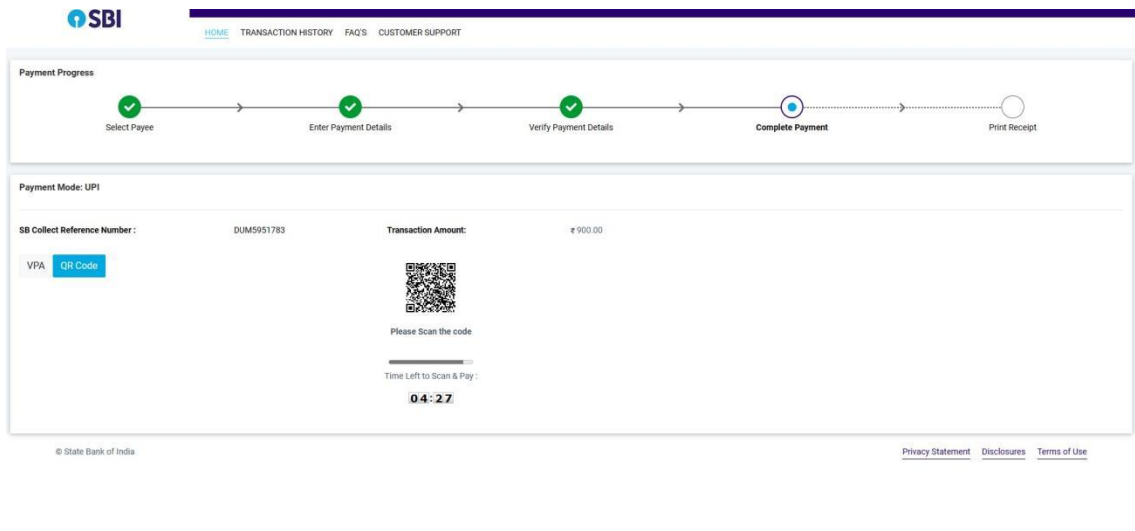 SBI
HOME TRANSACTION HISTORY FAQ'S CUSTOMER SUPPORT
Payment Progress
Select Payee Enter Payment Details Verify Payment Details Complete Payment Print Receipt
Payment Mode: UPI
SB Collect Reference Number : DUM5951783 Transaction Amount: ₹ 900.00
VPA QR Code
Please Scan the code
Time Left to Scan & Pay :
04:27
© State Bank of India Privacy Statement Disclosures Terms of Use